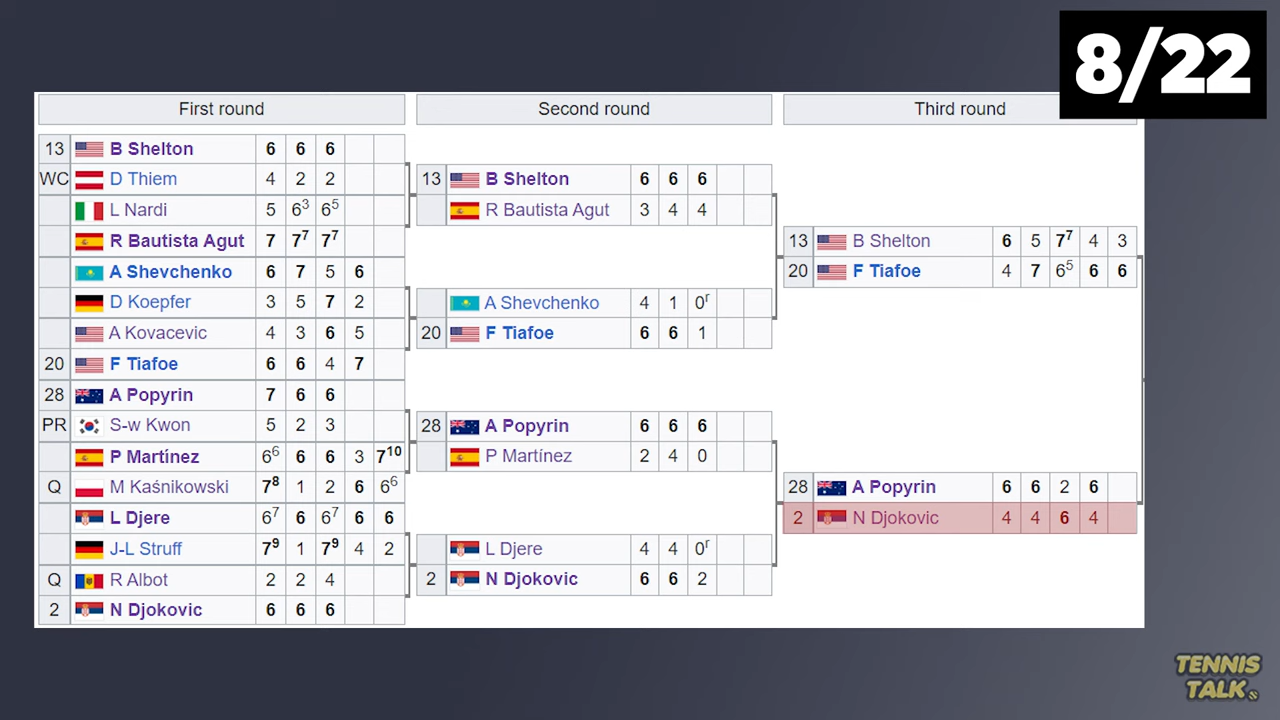 8/22
First round Second round Third round
13 B Shelton 6 6 6
WC D Thiem 4 2 2
13 B Shelton 6 6 6
L Nardi 5 6³ 6⁵
R Bautista Agut 3 4 4
R Bautista Agut 7 7⁷ 7⁷
13 B Shelton 6 5 7⁷ 4 3
A Shevchenko 6 7 5 6
20 F Tiafoe 4 7 6⁵ 6 6
D Koepfer 3 5 7 2
A Shevchenko 4 1 0ʳ
A Kovacevic 4 3 6 5
20 F Tiafoe 6 6 1
20 F Tiafoe 6 6 4 7
28 A Popyrin 7 6 6
PR S-w Kwon 5 2 3
28 A Popyrin 6 6 6
P Martínez 6⁶ 6 6 3 7¹⁰
P Martínez 2 4 0
Q M Kaśnikowski 7⁸ 1 2 6 6⁶
28 A Popyrin 6 6 2 6
L Djere 6⁷ 6 6⁷ 6 6
2 N Djokovic 4 4 6 4
J-L Struff 7⁹ 1 7⁹ 4 2
L Djere 4 4 0ʳ
Q R Albot 2 2 4
2 N Djokovic 6 6 2
2 N Djokovic 6 6 6
TENNIS
TALK